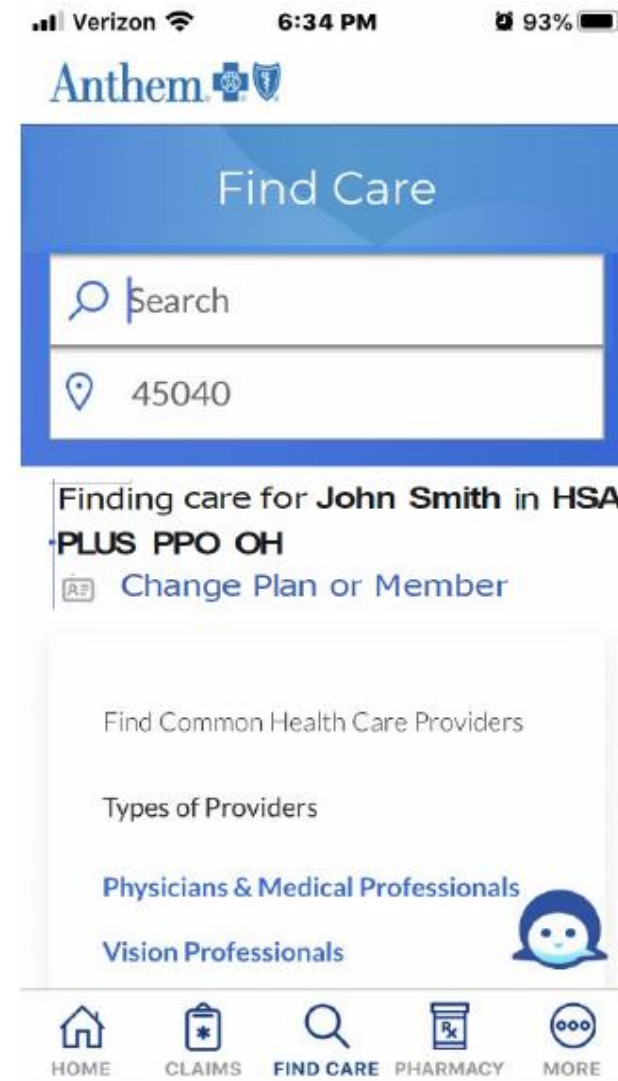 Verizon 6:34 PM 93%
Anthem
Find Care
Search
45040
Finding care for John Smith in HSA
PLUS PPO OH
Change Plan or Member
Find Common Health Care Providers
Types of Providers
Physicians & Medical Professionals
Vision Professionals
Rx
HOME CLAIMS FIND CARE PHARMACY MORE